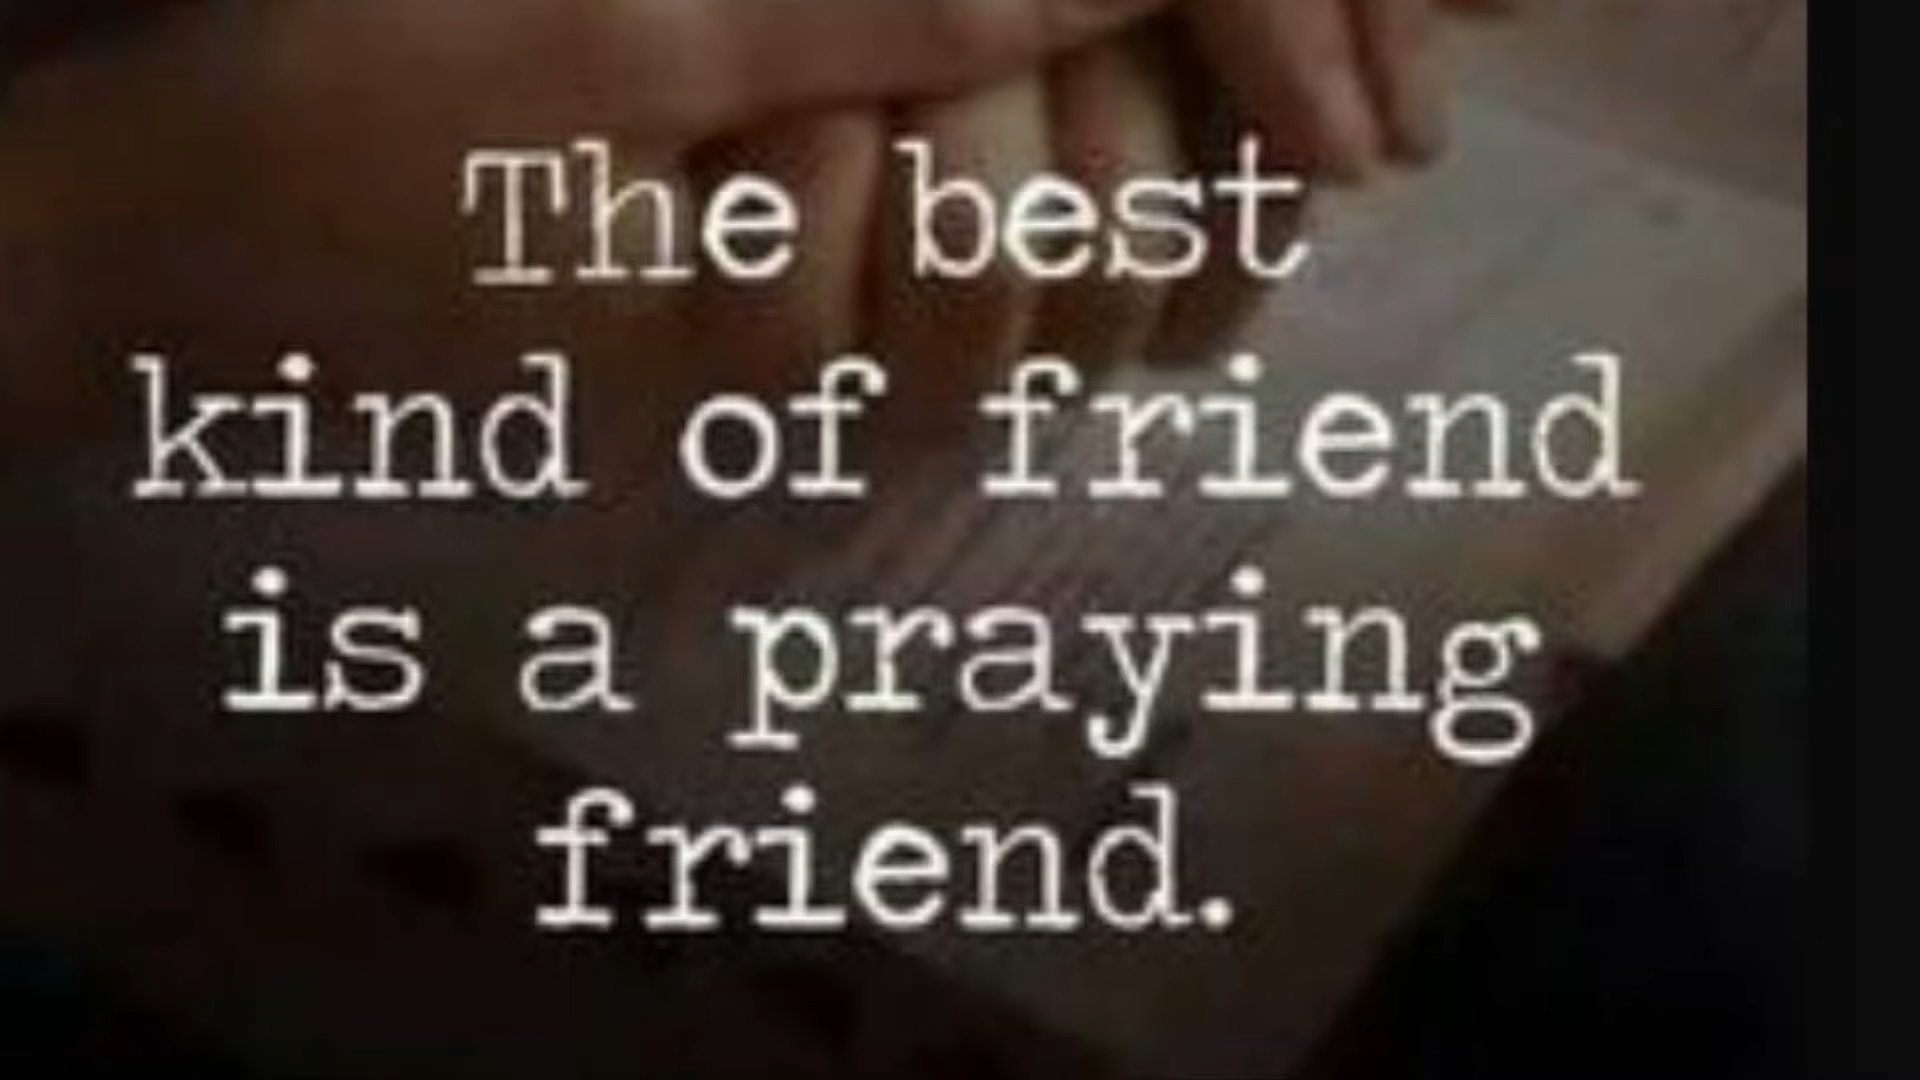 The best
kind of friend
is a praying
friend.